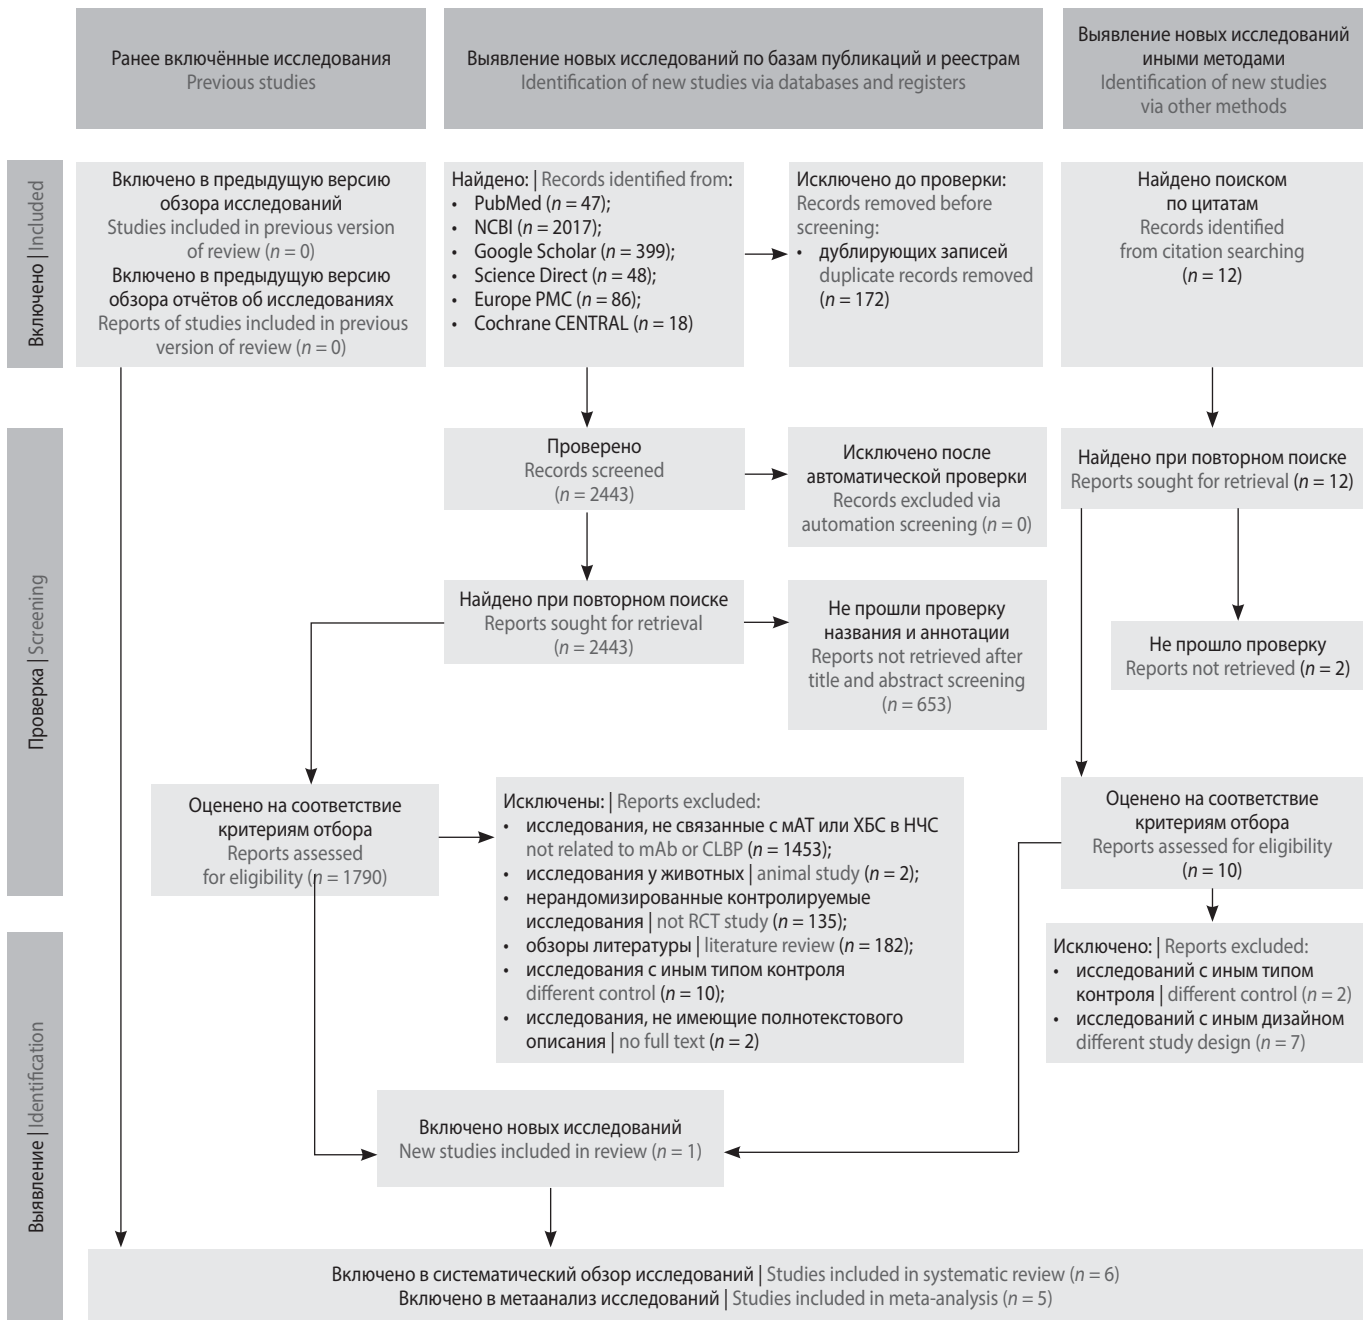 Ранее включённые исследования
Previous studies
Выявление новых исследований по базам публикаций и реестрам
Identification of new studies via databases and registers
Выявление новых исследований
иными методами
Identification of new studies
via other methods
Включено | Included
Включено в предыдущую версию
обзора исследований
Studies included in previous version
of review (n = 0)
Включено в предыдущую версию
обзора отчётов об исследованиях
Reports of studies included in previous
version of review (n = 0)
Найдено: | Records identified from:
• PubMed (n = 47);
• NCBI (n = 2017);
• Google Scholar (n = 399);
• Science Direct (n = 48);
• Europe PMC (n = 86);
• Cochrane CENTRAL (n = 18)
Исключено до проверки:
Records removed before
screening:
• дублирующих записей
duplicate records removed
(n = 172)
Найдено поиском
по цитатам
Records identified
from citation searching
(n = 12)
Проверка | Screening
Проверено
Records screened
(n = 2443)
Исключено после
автоматической проверки
Records excluded via
automation screening (n = 0)
Найдено при повторном поиске
Reports sought for retrieval (n = 12)
Найдено при повторном поиске
Reports sought for retrieval
(n = 2443)
Не прошли проверку
названия и аннотации
Reports not retrieved after
title and abstract screening
(n = 653)
Не прошло проверку
Reports not retrieved (n = 2)
Оценено на соответствие
критериям отбора
Reports assessed
for eligibility (n = 1790)
Исключены: | Reports excluded:
• исследования, не связанные с мАТ или ХБС в НЧС
not related to mAb or CLBP (n = 1453);
• исследования у животных | animal study (n = 2);
• нерандомизированные контролируемые
исследования | not RCT study (n = 135);
• обзоры литературы | literature review (n = 182);
• исследования с иным типом контроля
different control (n = 10);
• исследования, не имеющие полнотекстового
описания | no full text (n = 2)
Оценено на соответствие
критериям отбора
Reports assessed for eligibility
(n = 10)
Исключено: | Reports excluded:
• исследований с иным типом
контроля | different control (n = 2)
• исследований с иным дизайном
different study design (n = 7)
Выявление | Identification
Включено новых исследований
New studies included in review (n = 1)
Включено в систематический обзор исследований | Studies included in systematic review (n = 6)
Включено в метаанализ исследований | Studies included in meta-analysis (n = 5)